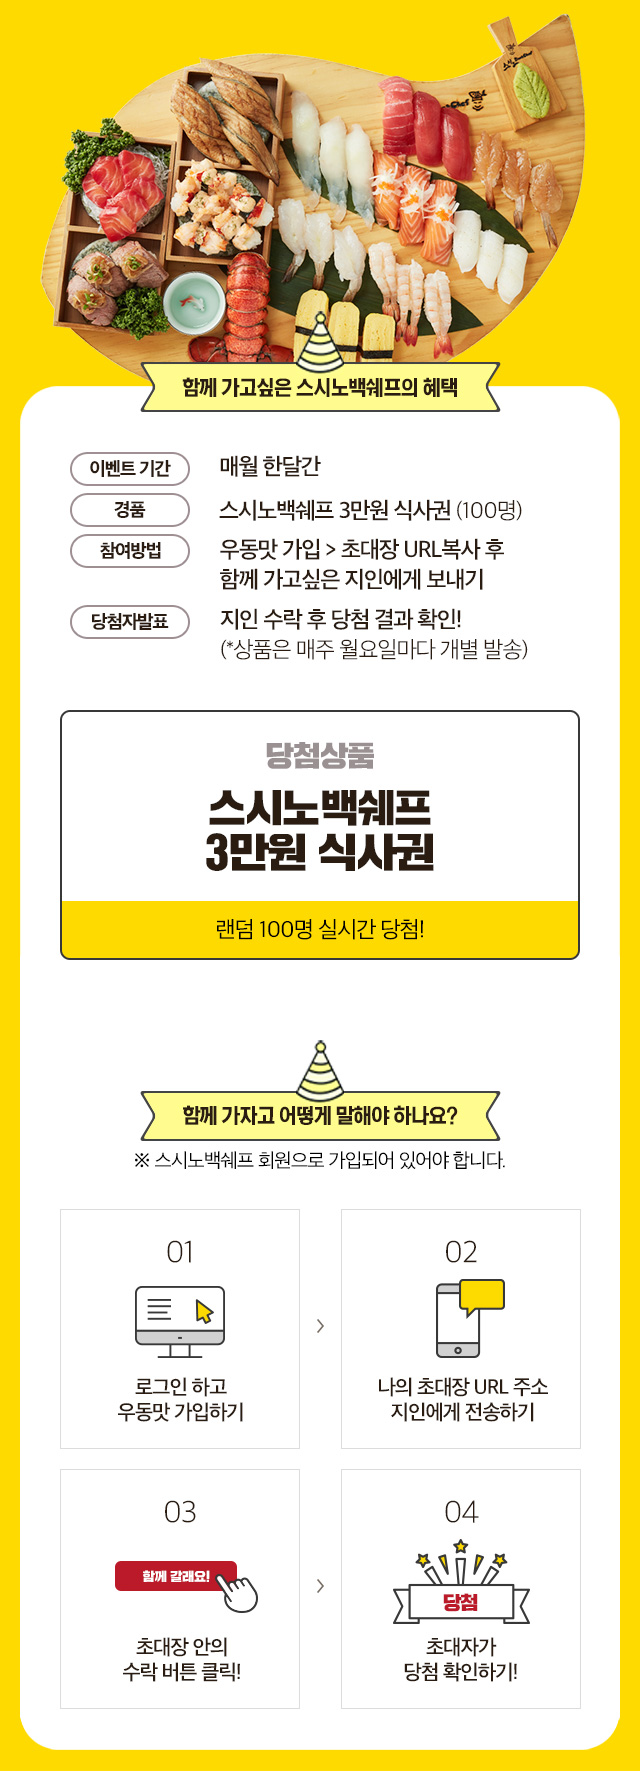 함께 가고싶은 스시노백쉐프의 혜택
이벤트 기간
매월 한달간
경품
스시노백쉐프 3만원 식사권 (100명)
참여방법
우동맛 가입 > 초대장 URL복사 후
함께 가고싶은 지인에게 보내기
당첨자발표
지인 수락 후 당첨 결과 확인!
(*상품은 매주 월요일마다 개별 발송)
당첨상품
스시노백쉐프
3만원 식사권
랜덤 100명 실시간 당첨!
함께 가자고 어떻게 말해야 하나요?
※ 스시노백쉐프 회원으로 가입되어 있어야 합니다.
01
로그인 하고
우동맛 가입하기
02
나의 초대장 URL 주소
지인에게 전송하기
03
함께 갈래요!
초대장 안의
수락 버튼 클릭!
04
당첨
초대자가
당첨 확인하기!